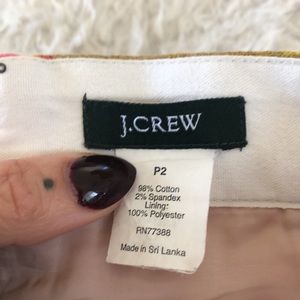 J.CREW
P2
98% Cotton
2% Spandex
Lining:
100% Polyester
RN77388
Made in Sri Lanka